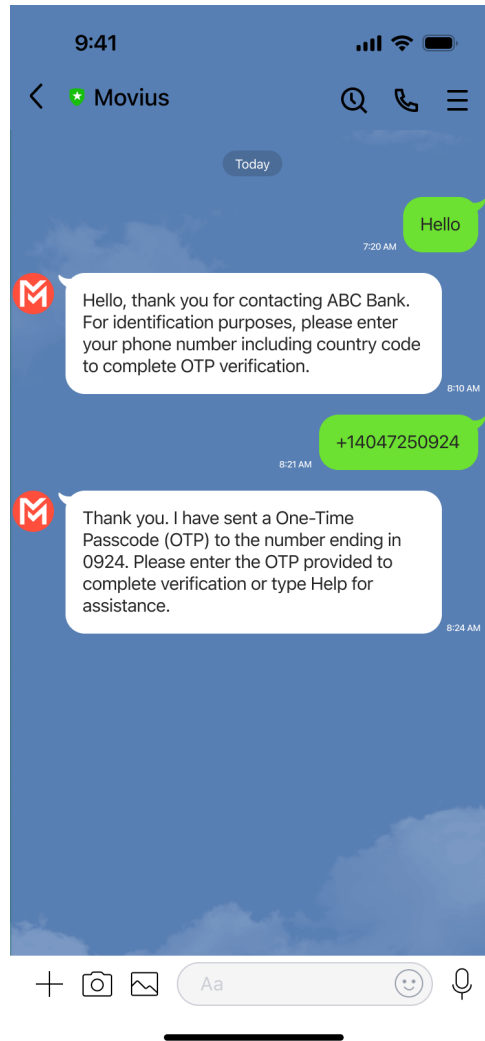 9:41
Movius
Today
Hello
7:20 AM
Hello, thank you for contacting ABC Bank.
For identification purposes, please enter
your phone number including country code
to complete OTP verification.
8:10 AM
+14047250924
8:21 AM
Thank you. I have sent a One-Time
Passcode (OTP) to the number ending in
0924. Please enter the OTP provided to
complete verification or type Help for
assistance.
8:24 AM
Aa